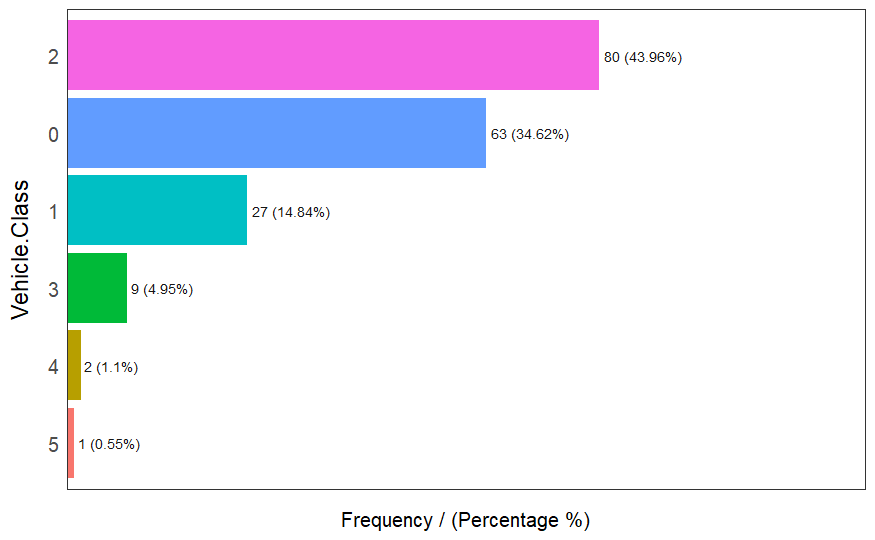 Vehicle.Class
2 80 (43.96%)
0 63 (34.62%)
1 27 (14.84%)
3 9 (4.95%)
4 2 (1.1%)
5 1 (0.55%)
Frequency / (Percentage %)